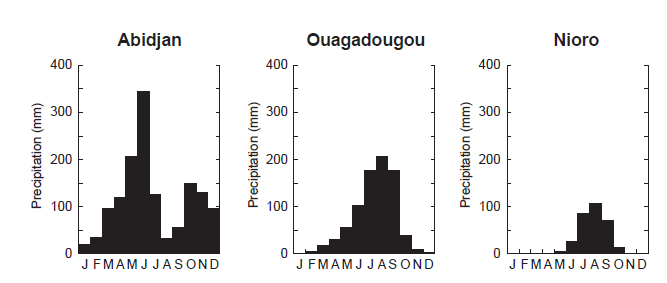 Abidjan
Precipitation (mm)
400
300
200
100
0
J F M A M J J A S O N D
Ouagadougou
Precipitation (mm)
400
300
200
100
0
J F M A M J J A S O N D
Nioro
Precipitation (mm)
400
300
200
100
0
J F M A M J J A S O N D